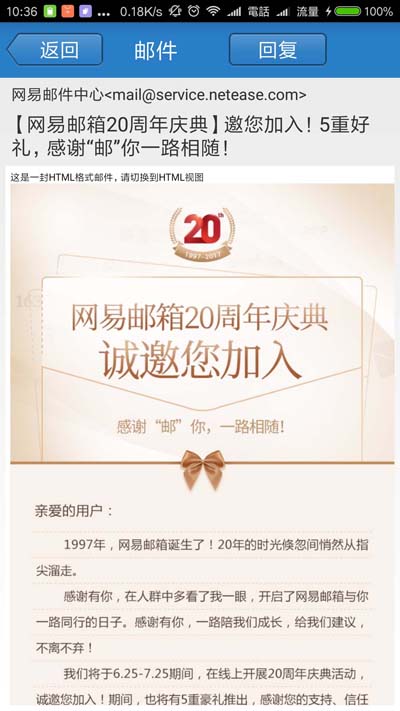 10:36 ... 0.18K/s 電話 流量 100%
返回 邮件 回复
网易邮件中心<mail@service.netease.com>
【网易邮箱20周年庆典】邀您加入！5重好
礼，感谢“邮”你一路相随！
这是一封HTML格式邮件，请切换到HTML视图
20th
1997-2017
163
网易邮箱20周年庆典
诚邀您加入
感谢“邮”你，一路相随！
亲爱的用户：
1997年，网易邮箱诞生了！20年的时光倏忽间悄然从指
尖溜走。
感谢有你，在人群中多看了我一眼，开启了网易邮箱与你
一路同行的日子。感谢有你，一路陪我们成长，给我们建议，
不离不弃！
我们将于6.25-7.25期间，在线上开展20周年庆典活动，
诚邀您加入！期间，也将有5重豪礼推出，感谢您的支持、信任